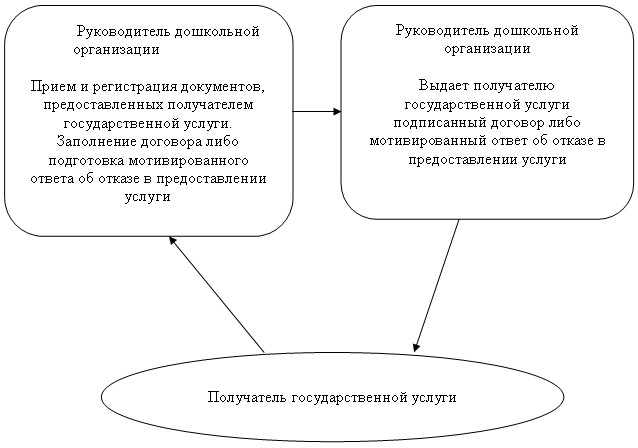 Руководитель дошкольной
организации
Прием и регистрация документов,
предоставленных получателем
государственной услуги.
Заполнение договора либо
подготовка мотивированного
ответа об отказе в предоставлении
услуги
Руководитель дошкольной
организации
Выдает получателю
государственной услуги
подписанный договор либо
мотивированный ответ об отказе в
предоставлении услуги
Получатель государственной услуги